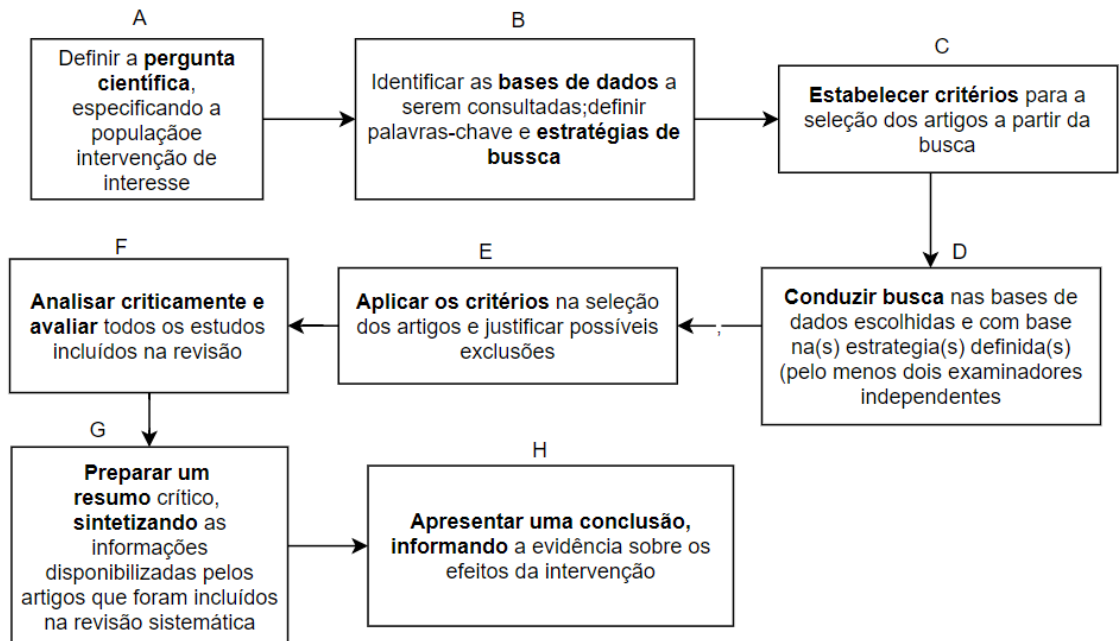 A
Definir a pergunta
científica,
especificando a
populaçãoe
intervenção de
interesse
B
Identificar as bases de dados a
serem consultadas;definir
palavras-chave e estratégias de
bussca
C
Estabelecer critérios para a
seleção dos artigos a partir da
busca
D
Conduzir busca nas bases de
dados escolhidas e com base
na(s) estrategia(s) definida(s)
(pelo menos dois examinadores
independentes
,
E
Aplicar os critérios na seleção
dos artigos e justificar possíveis
exclusões
F
Analisar criticamente e
avaliar todos os estudos
incluídos na revisão
G
Preparar um
resumo crítico,
sintetizando as
informações
disponibilizadas pelos
artigos que foram incluídos
na revisão sistemática
H
Apresentar uma conclusão,
informando a evidência sobre os
efeitos da intervenção